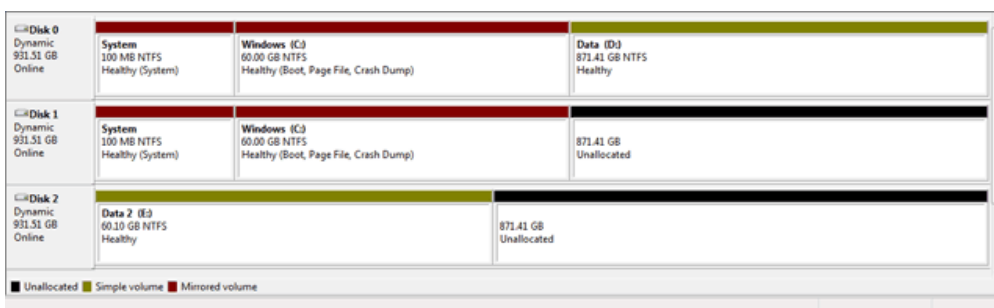 Disk 0
Dynamic
931.51 GB
Online
System
100 MB NTFS
Healthy (System)
Windows (C:)
60.00 GB NTFS
Healthy (Boot, Page File, Crash Dump)
Data (D:)
871.41 GB NTFS
Healthy
Disk 1
Dynamic
931.51 GB
Online
System
100 MB NTFS
Healthy (System)
Windows (C:)
60.00 GB NTFS
Healthy (Boot, Page File, Crash Dump)
871.41 GB
Unallocated
Disk 2
Dynamic
931.51 GB
Online
Data 2 (E:)
60.10 GB NTFS
Healthy
871.41 GB
Unallocated
Unallocated Simple volume Mirrored volume